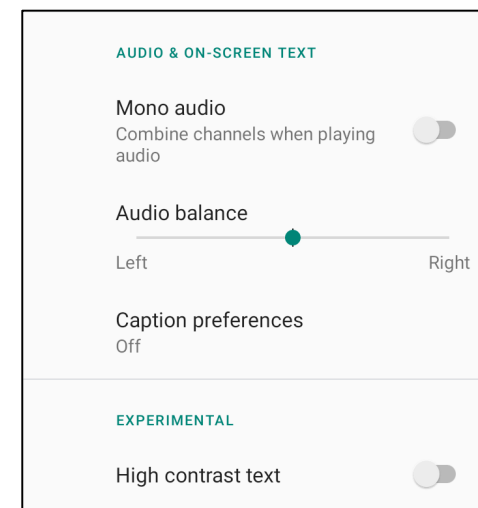 AUDIO & ON-SCREEN TEXT
Mono audio
Combine channels when playing
audio
Audio balance
Left Right
Caption preferences
Off
EXPERIMENTAL
High contrast text